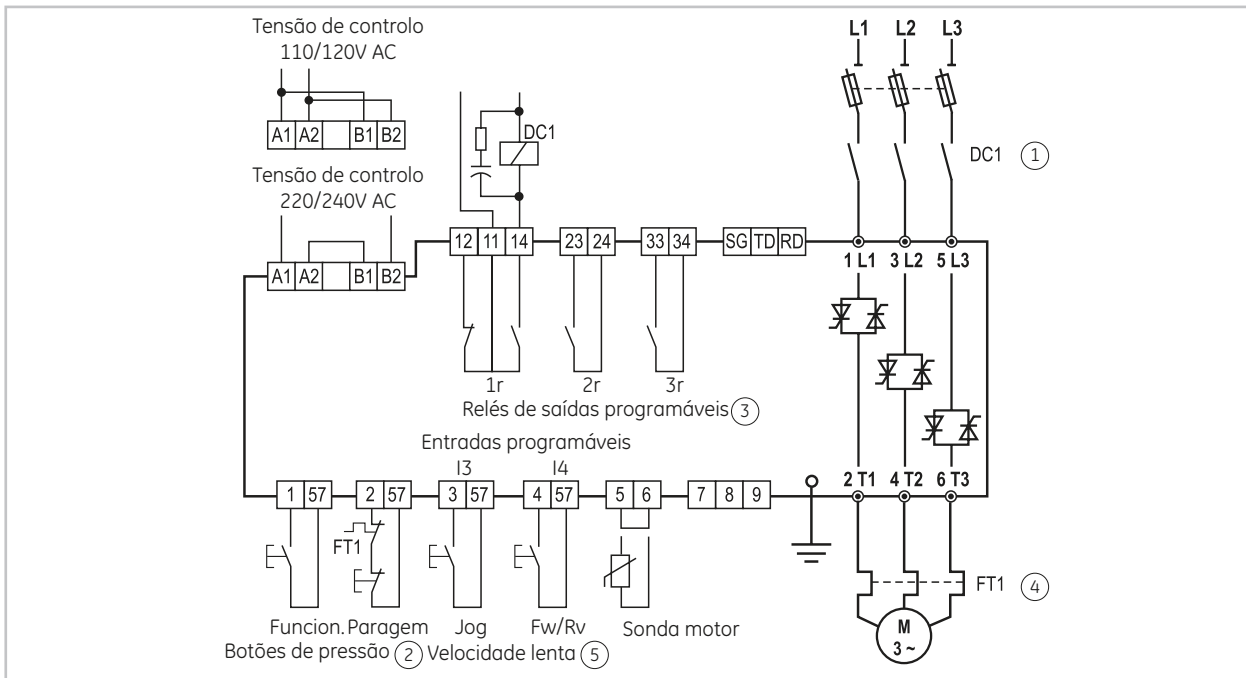 Tensão de controlo
110/120V AC
A1 A2 B1 B2
Tensão de controlo
220/240V AC
A1 A2 B1 B2
DC1
L1 L2 L3
DC1 1
12 11 14 23 24 33 34 SG TD RD
1 L1 3 L2 5 L3
1r 2r 3r
Relés de saídas programáveis 3
Entradas programáveis
I3 I4
1 57 2 57 3 57 4 57 5 6 7 8 9
2 T1 4 T2 6 T3
FT1
FT1 4
M
3 ~
Funcion. Paragem Jog Fw/Rv Sonda motor
Botões de pressão 2 Velocidade lenta 5